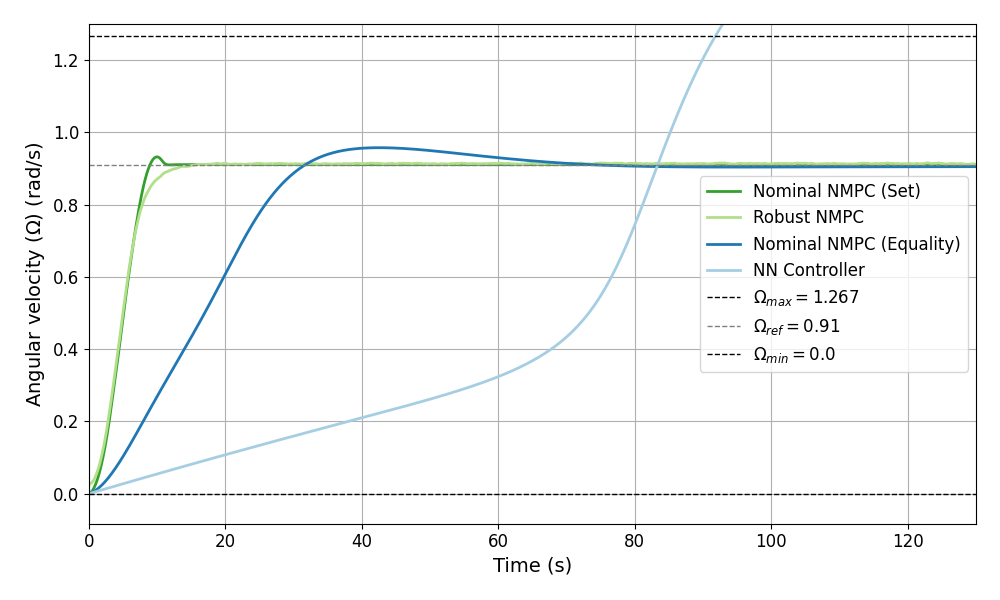 1.2
1.0
0.8
0.6
0.4
0.2
0.0
Angular velocity (Ω) (rad/s)
Nominal NMPC (Set)
Robust NMPC
Nominal NMPC (Equality)
NN Controller
Ω_max = 1.267
Ω_ref = 0.91
Ω_min = 0.0
0 20 40 60 80 100 120
Time (s)